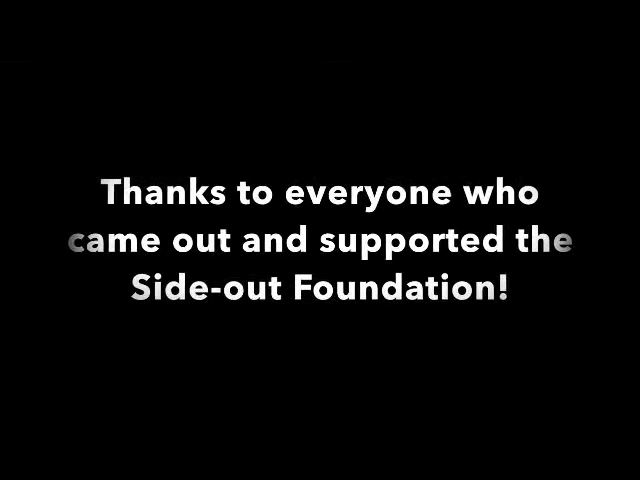 Thanks to everyone who
came out and supported the
Side-out Foundation!